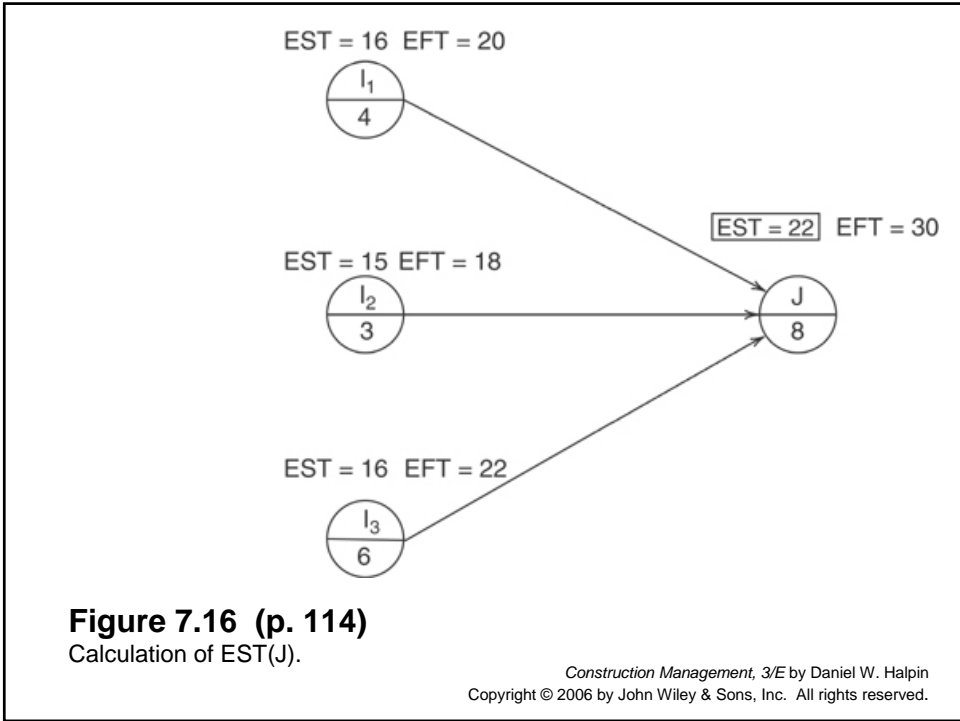 EST = 16 EFT = 20
I₁
4
EST = 22 EFT = 30
EST = 15 EFT = 18
I₂
3
J
8
EST = 16 EFT = 22
I₃
6
Figure 7.16 (p. 114)
Calculation of EST(J).
Construction Management, 3/E by Daniel W. Halpin
Copyright © 2006 by John Wiley & Sons, Inc. All rights reserved.